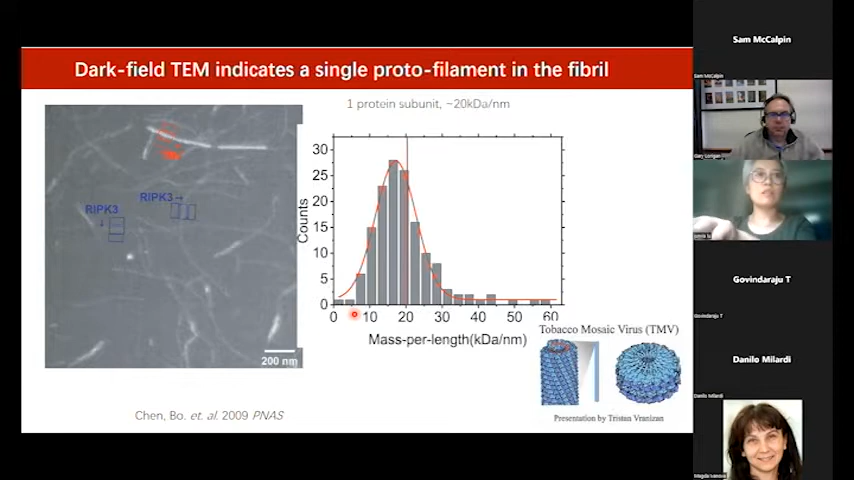 Dark-field TEM indicates a single proto-filament in the fibril
1 protein subunit, ~20kDa/nm
RIPK3
RIPK3→
200 nm
Counts
30
25
20
15
10
5
0
0 10 20 30 40 50 60
Mass-per-length(kDa/nm)
Tobacco Mosaic Virus (TMV)
Presentation by Tristan Vranizan
Chen, Bo. et. al. 2009 PNAS
Sam McCalpin
Sam McCalpin
Gary Lorigan
Govindaraju T
Govindaraju T
Danilo Milardi
Danilo Milardi
Magda Ivanova